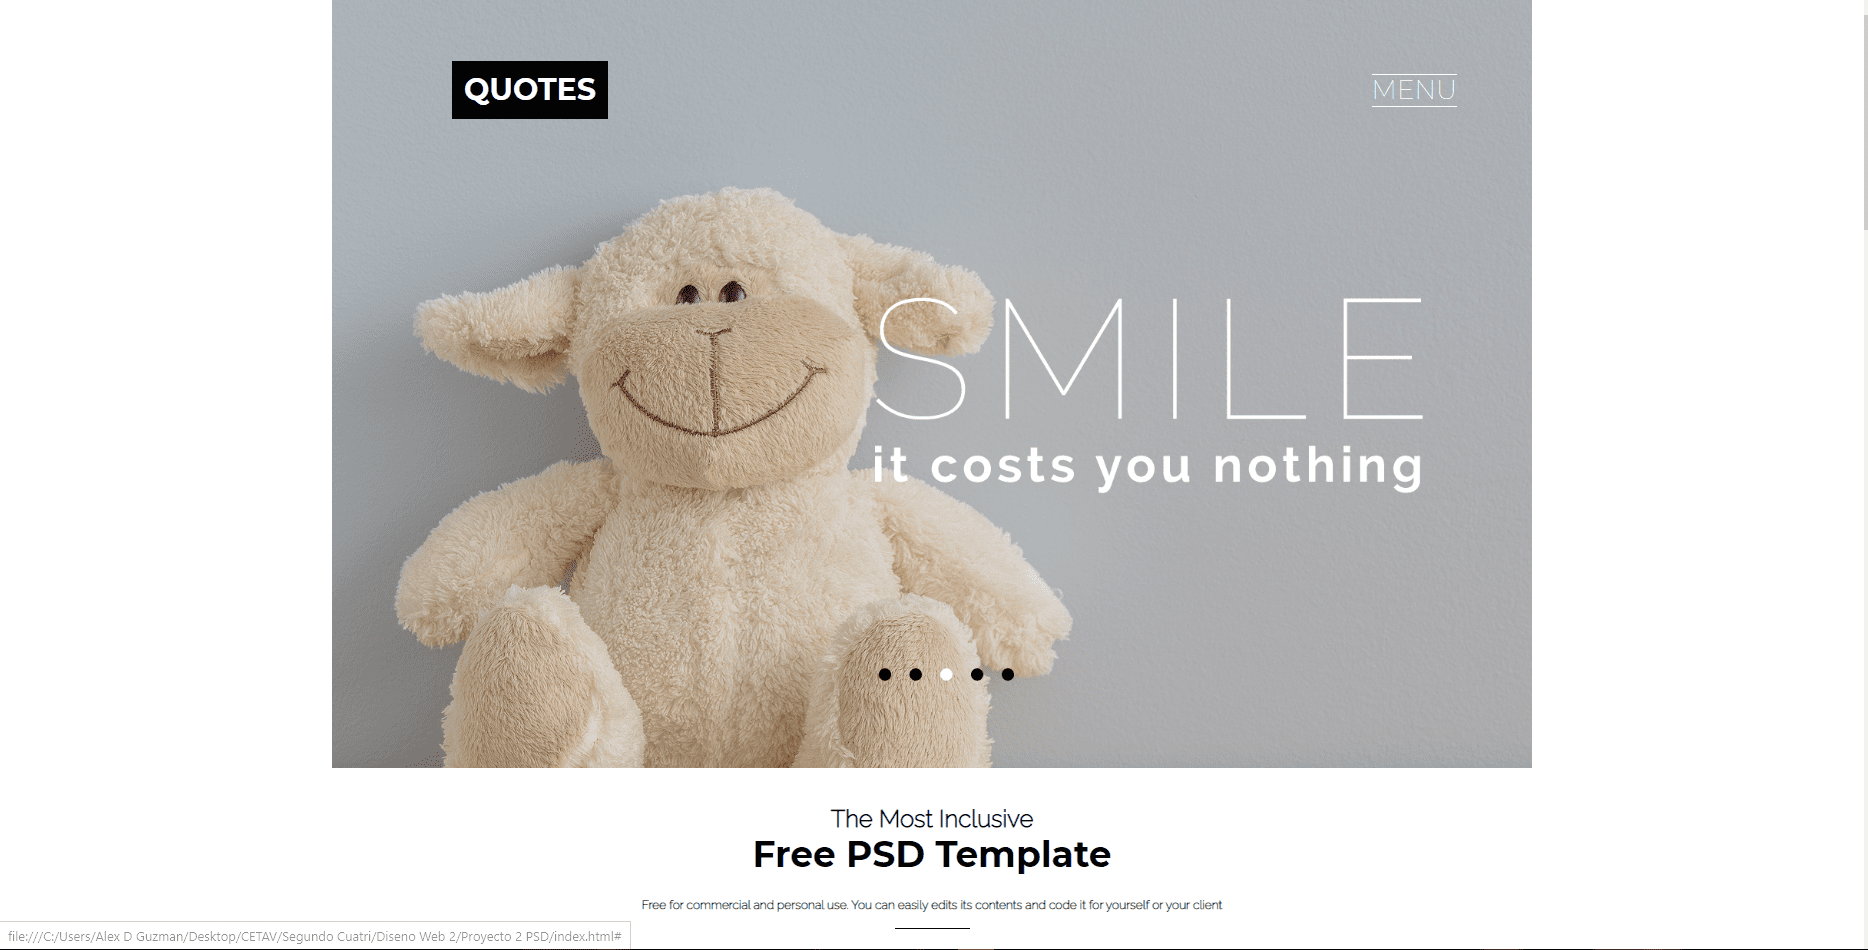 QUOTES
MENU
SMILE
it costs you nothing
The Most Inclusive
Free PSD Template
Free for commercial and personal use. You can easily edits its contents and code it for yourself or your client
file:///C:/Users/Alex D Guzman/Desktop/CETAV/Segundo Cuatri/Diseno Web 2/Proyecto 2 PSD/index.html#